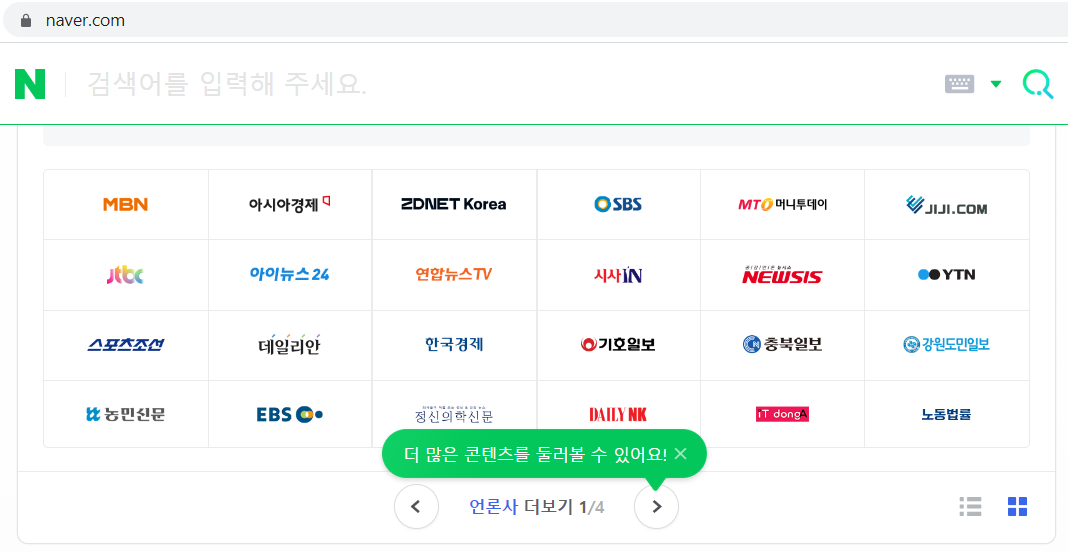 naver.com
N
검색어를 입력해 주세요.
MBN
아시아경제
ZDNET Korea
SBS
MTO 머니투데이
JIJI.COM
jtbc
아이뉴스24
연합뉴스TV
시사IN
NEWSIS
YTN
스포츠조선
데일리안
한국경제
기호일보
충북일보
강원도민일보
농민신문
EBS
정신의학신문
DAILY NK
iT dongA
노동법률
더 많은 콘텐츠를 둘러볼 수 있어요!
언론사 더보기 1/4